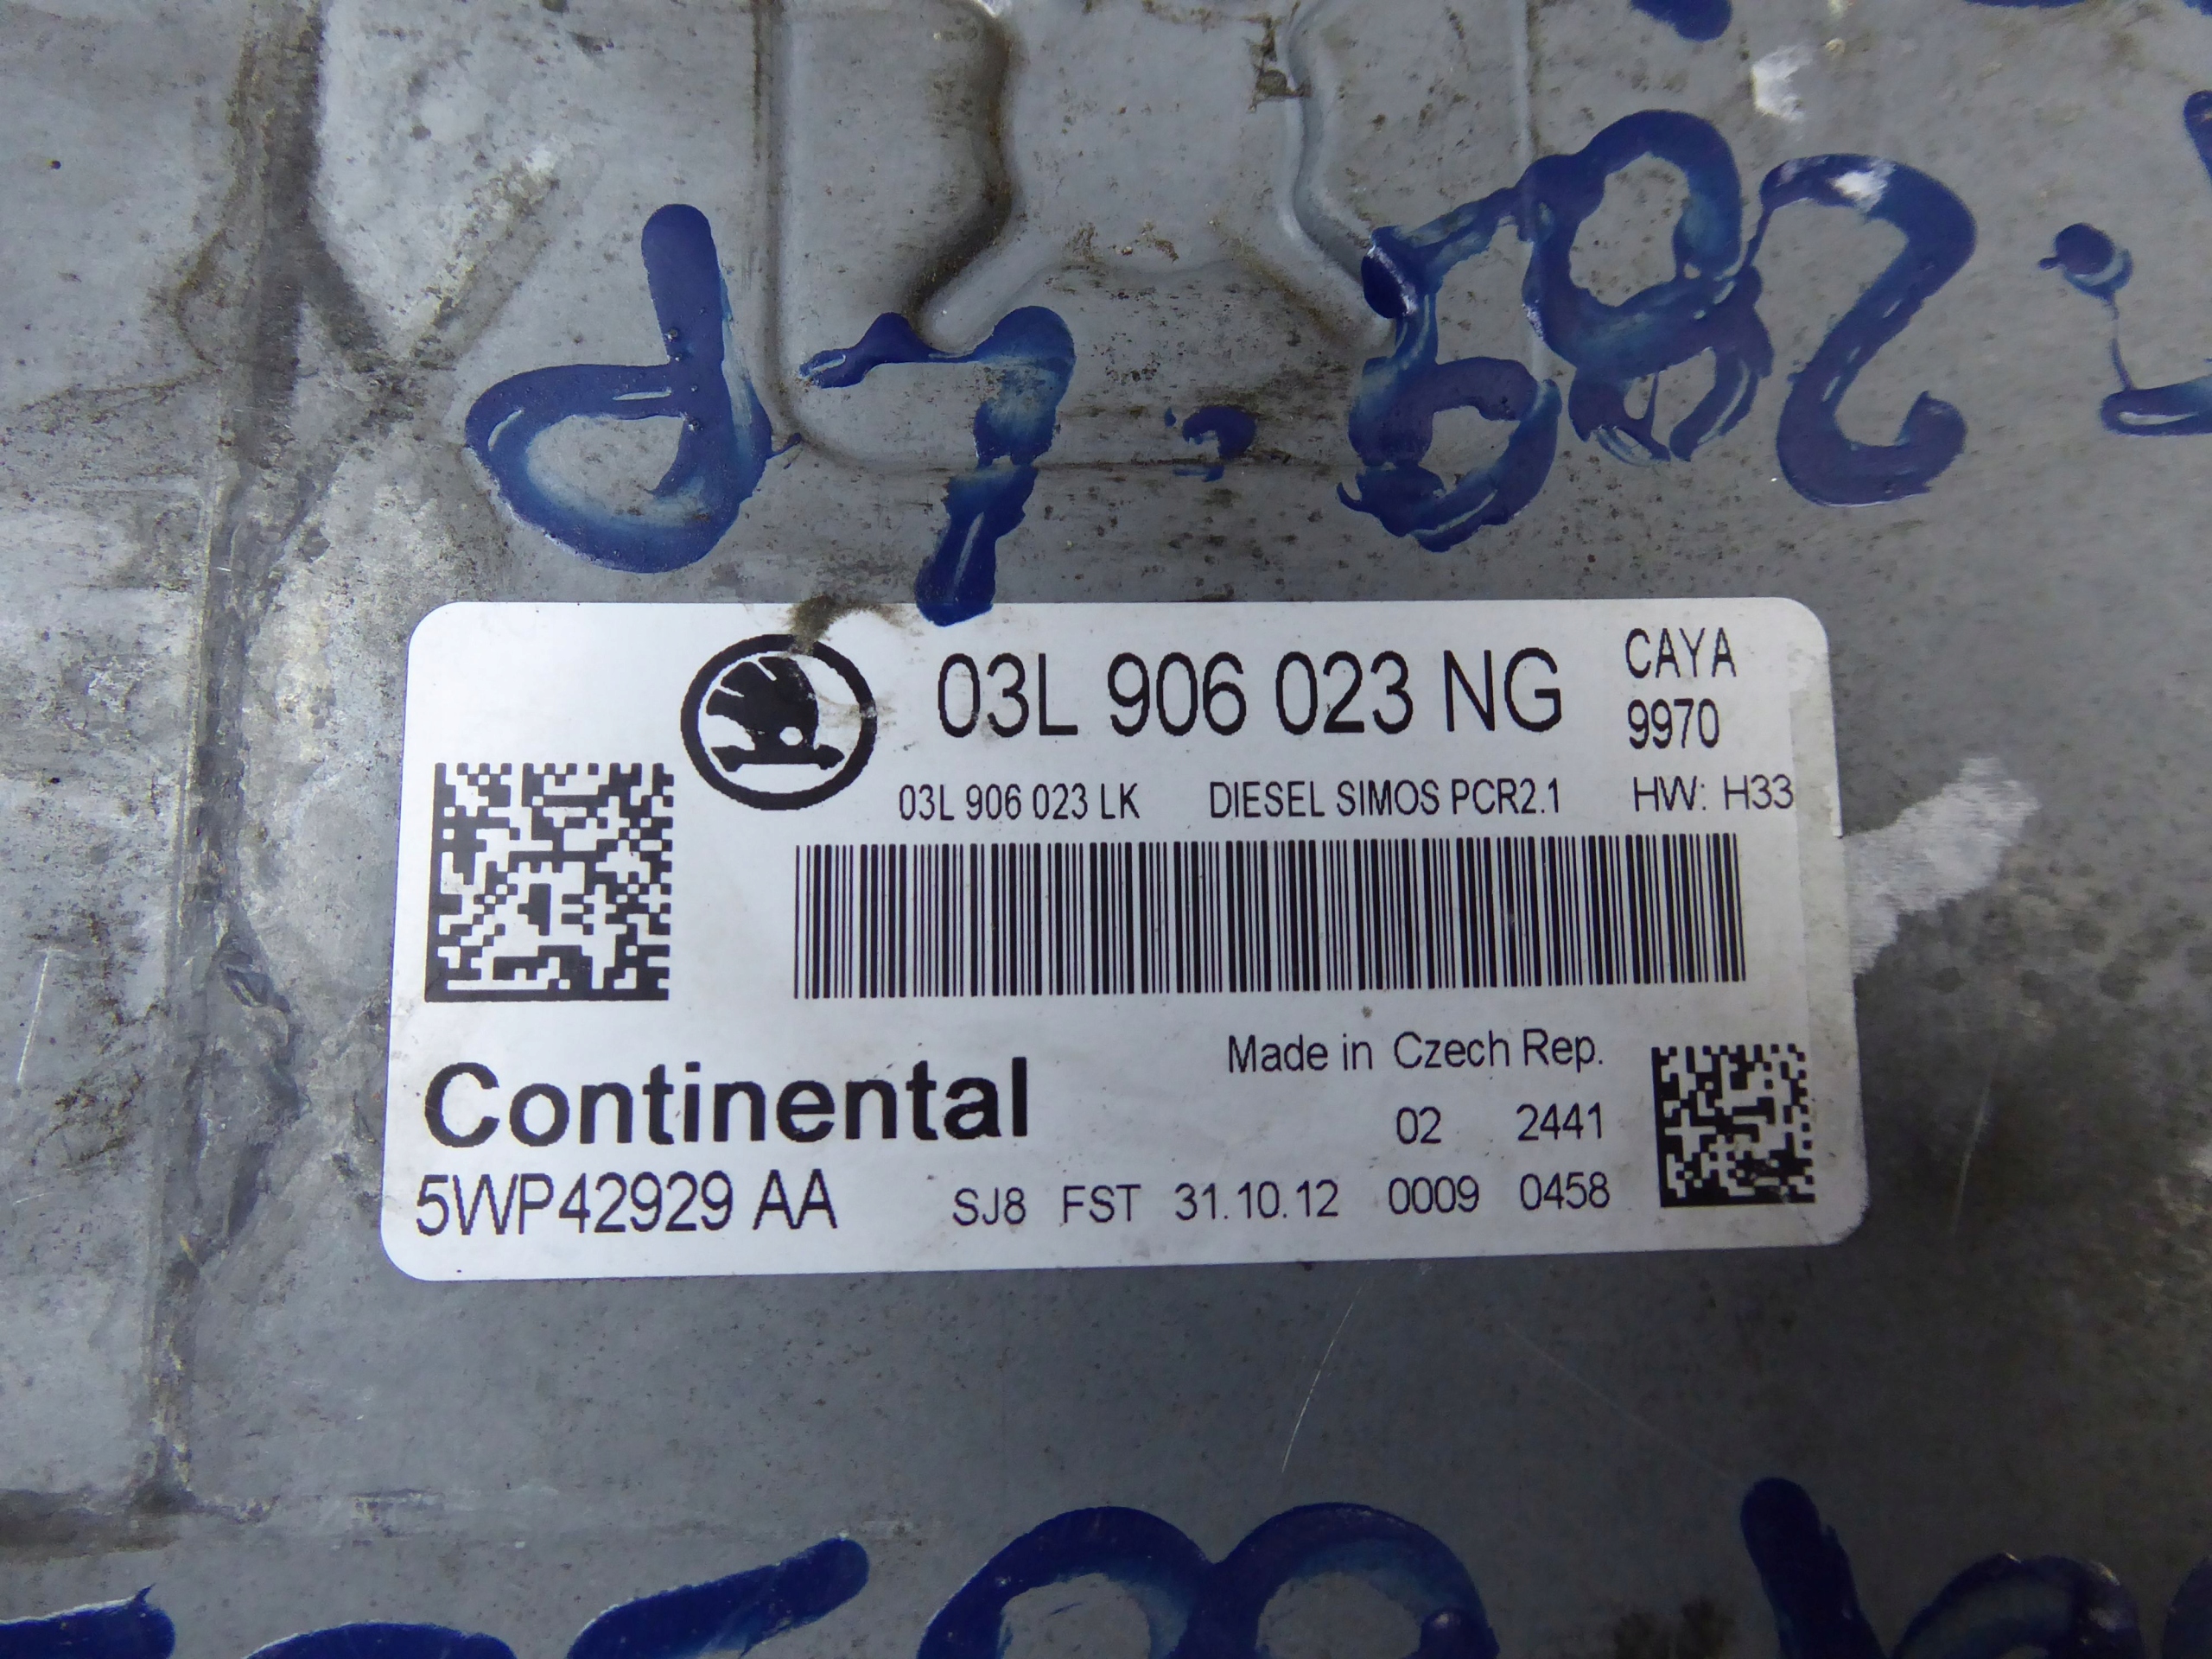 03L 906 023 NG
CAYA
9970
03L 906 023 LK DIESEL SIMOS PCR2.1 HW: H33
Made in Czech Rep.
Continental
02 2441
5WP42929 AA SJ8 FST 31.10.12 0009 0458